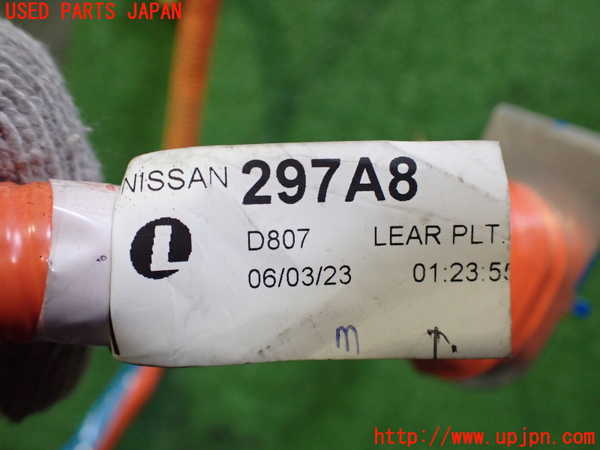 USED PARTS JAPAN
NISSAN 297A8
L
D807 LEAR PLT.
06/03/23 01:23:55
m
http://www.upjpn.com/